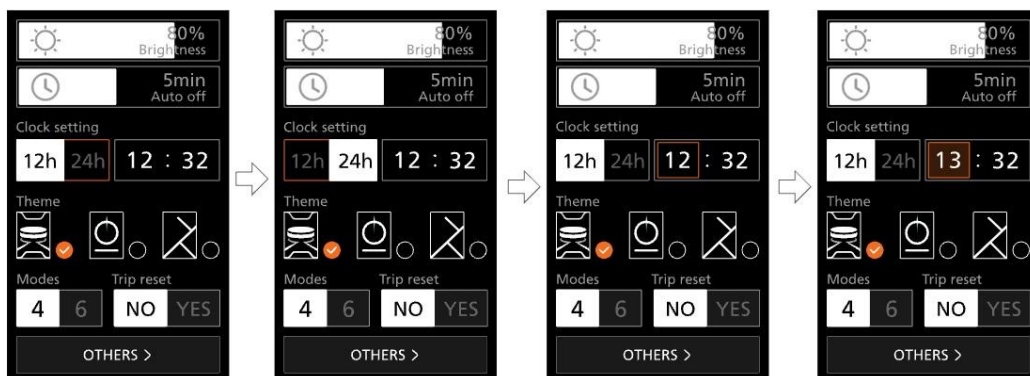 80%
Brightness
5min
Auto off
Clock setting
12h 24h 12 : 32
Theme
Modes Trip reset
4 6 NO YES
OTHERS >
80%
Brightness
5min
Auto off
Clock setting
12h 24h 12 : 32
Theme
Modes Trip reset
4 6 NO YES
OTHERS >
80%
Brightness
5min
Auto off
Clock setting
12h 24h 12 : 32
Theme
Modes Trip reset
4 6 NO YES
OTHERS >
80%
Brightness
5min
Auto off
Clock setting
12h 24h 13 : 32
Theme
Modes Trip reset
4 6 NO YES
OTHERS >